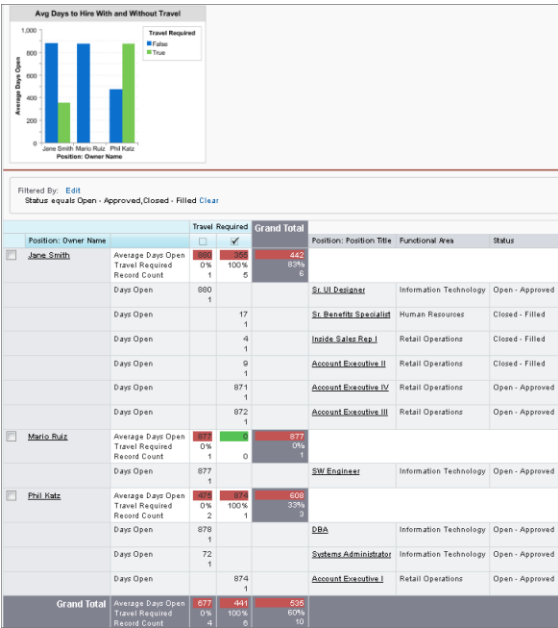 Avg Days to Hire With and Without Travel
1,000
800
600
400
200
0
Average Days Open
Jane Smith Mario Ruiz Phil Katz
Position: Owner Name
Travel Required
False
True
Filtered By: Edit
Status equals Open - Approved,Closed - Filled Clear
Travel Required Grand Total
Position: Owner Name Position: Position Title Functional Area Status
Jane Smith Average Days Open 880 355 442
Travel Required 0% 100% 83%
Record Count 1 5 6
Days Open 880 Sr. UI Designer Information Technology Open - Approved
1
Days Open 17 Sr. Benefits Specialist Human Resources Closed - Filled
1
Days Open 4 Inside Sales Rep I Retail Operations Closed - Filled
1
Days Open 9 Account Executive II Retail Operations Closed - Filled
1
Days Open 871 Account Executive IV Retail Operations Open - Approved
1
Days Open 872 Account Executive III Retail Operations Open - Approved
1
Mario Ruiz Average Days Open 877 0 877
Travel Required 0% 0%
Record Count 1 0 1
Days Open 877 SW Engineer Information Technology Open - Approved
1
Phil Katz Average Days Open 475 874 608
Travel Required 0% 100% 33%
Record Count 2 1 3
Days Open 878 DBA Information Technology Open - Approved
1
Days Open 72 Systems Administrator Information Technology Open - Approved
1
Days Open 874 Account Executive I Retail Operations Open - Approved
1
Grand Total Average Days Open 677 441 535
Travel Required 0% 100% 60%
Record Count 4 6 10